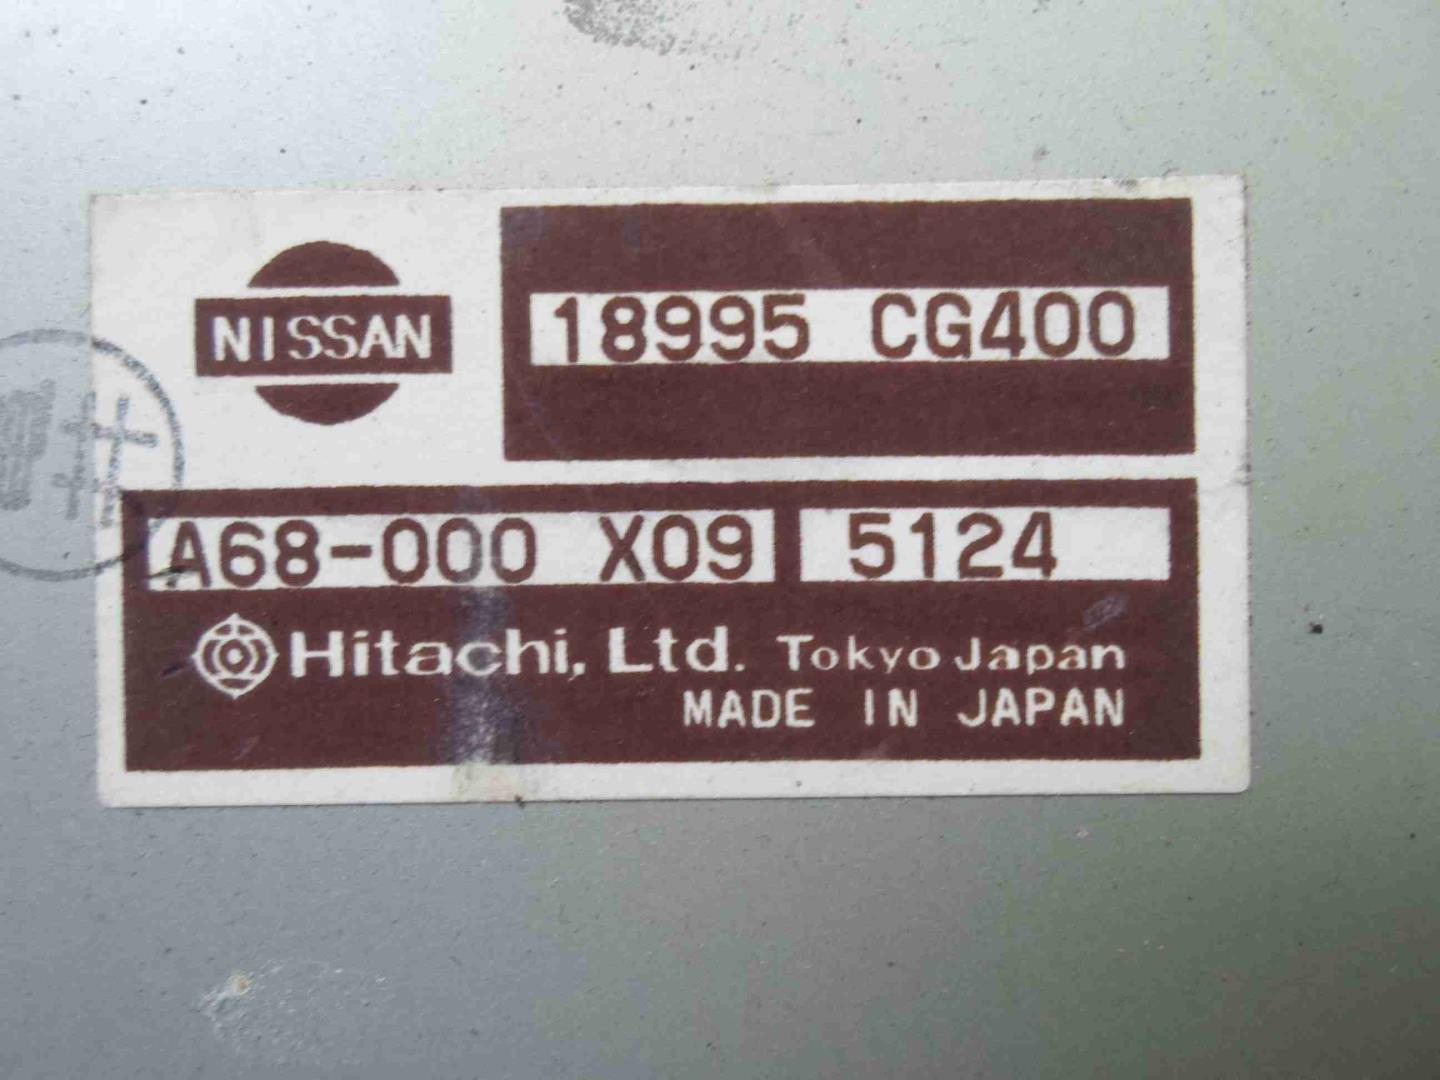 NISSAN
18995 CG400
A68-000 X09 5124
Hitachi, Ltd. Tokyo Japan
MADE IN JAPAN